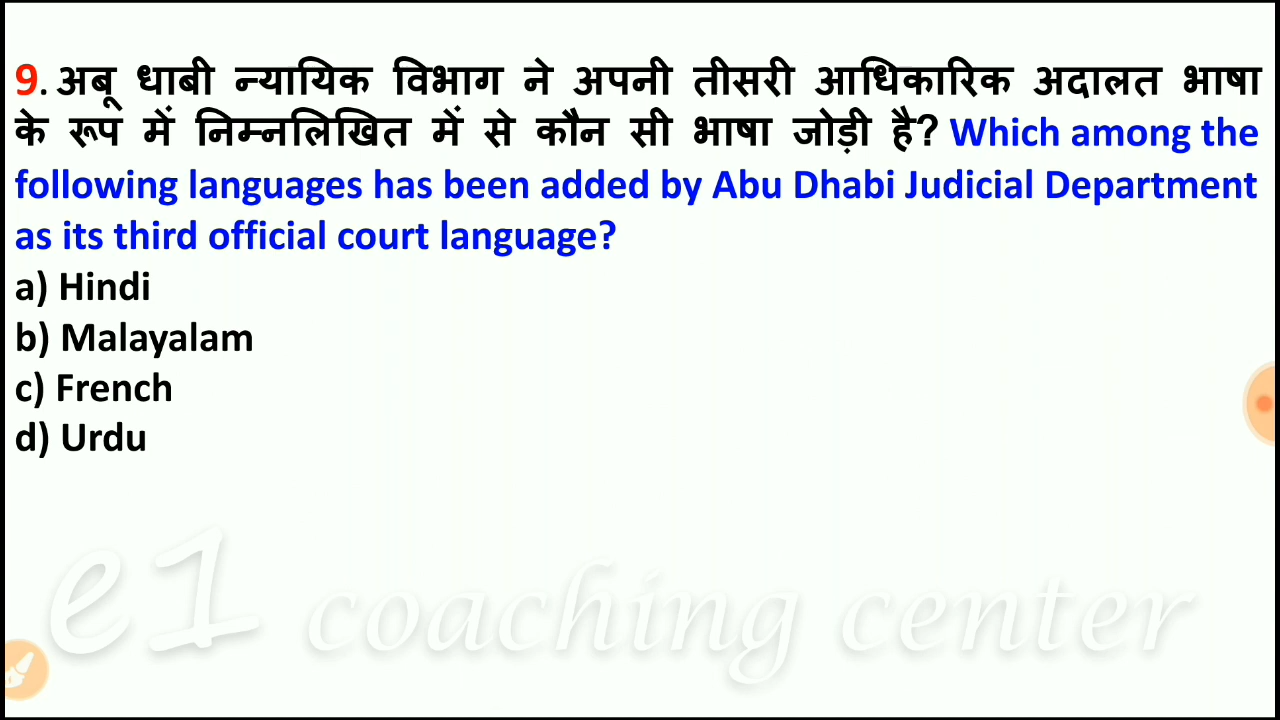 9. अबू धाबी न्यायिक विभाग ने अपनी तीसरी आधिकारिक अदालत भाषा
के रूप में निम्नलिखित में से कौन सी भाषा जोड़ी है? Which among the
following languages has been added by Abu Dhabi Judicial Department
as its third official court language?
a) Hindi
b) Malayalam
c) French
d) Urdu
e1 coaching center